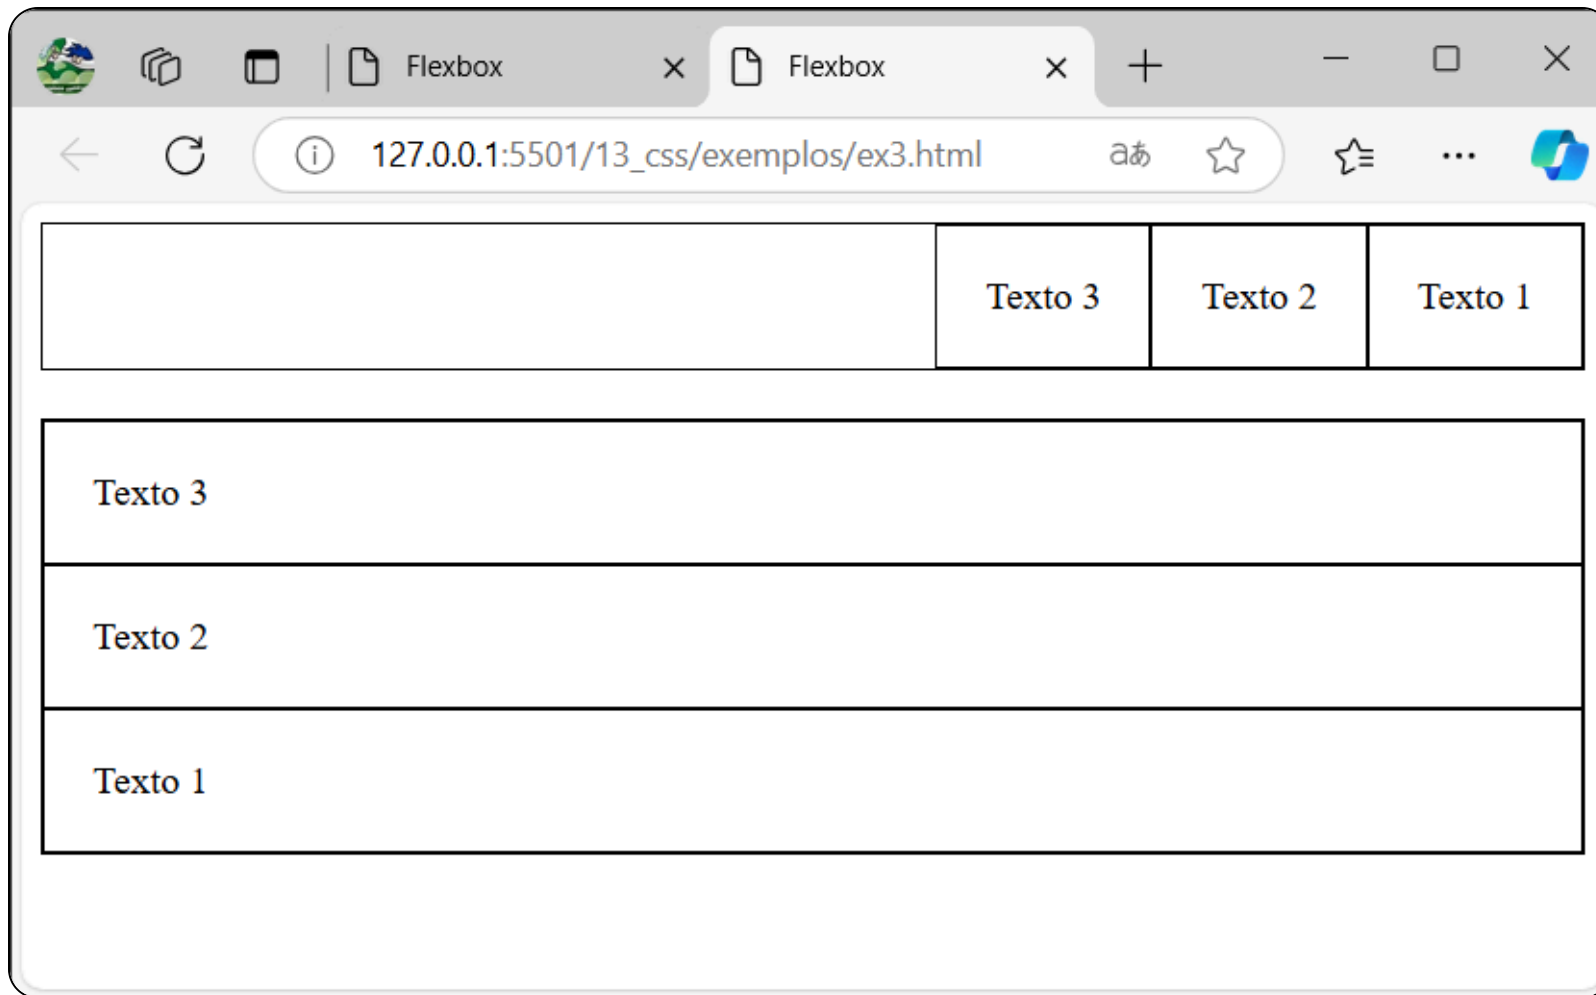 Flexbox
Flexbox
127.0.0.1:5501/13_css/exemplos/ex3.html
aあ
Texto 3 Texto 2 Texto 1
Texto 3
Texto 2
Texto 1